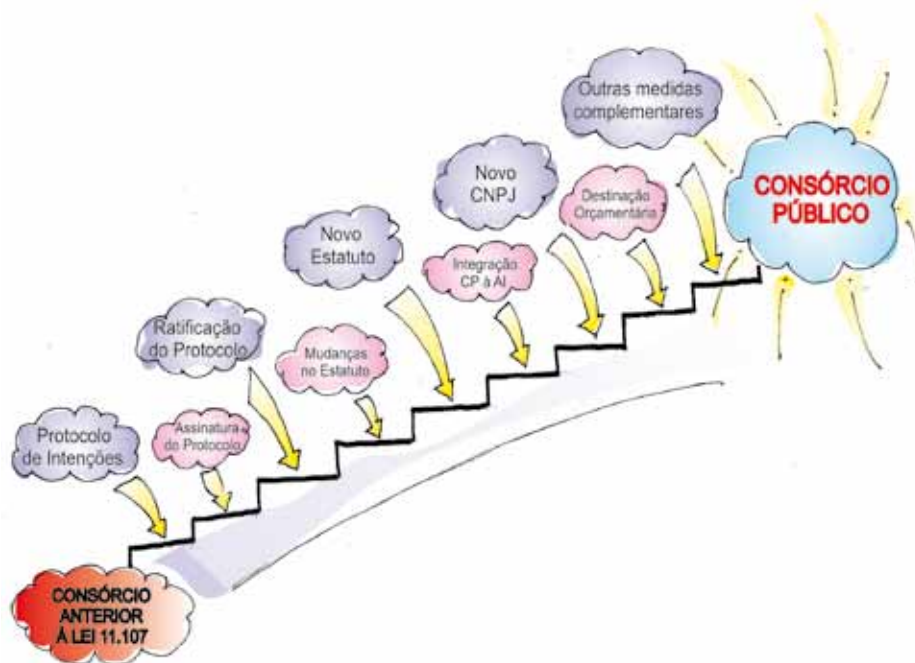 Outras medidas
complementares
CONSÓRCIO
PÚBLICO
Novo
CNPJ
Destinação
Orçamentária
Novo
Estatuto
Integração
CP à AI
Ratificação
do Protocolo
Mudanças
no Estatuto
Protocolo
de Intenções
Assinatura
do Protocolo
CONSÓRCIO
ANTERIOR
À LEI 11.107